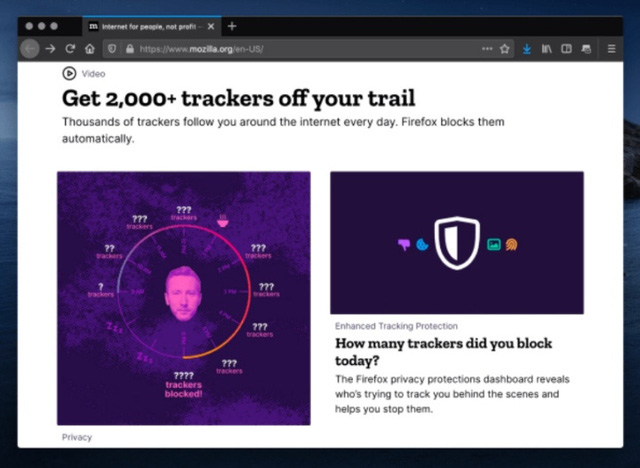 m Internet for people, not profit –
https://www.mozilla.org/en-US/
Video
Get 2,000+ trackers off your trail
Thousands of trackers follow you around the internet every day. Firefox blocks them
automatically.
???
trackers
???
trackers
??
trackers
?
trackers
???
trackers
???
trackers
???
trackers
???
trackers
Zzz
Zzz
????
trackers
blocked!
Privacy
Enhanced Tracking Protection
How many trackers did you block
today?
The Firefox privacy protections dashboard reveals
who's trying to track you behind the scenes and
helps you stop them.